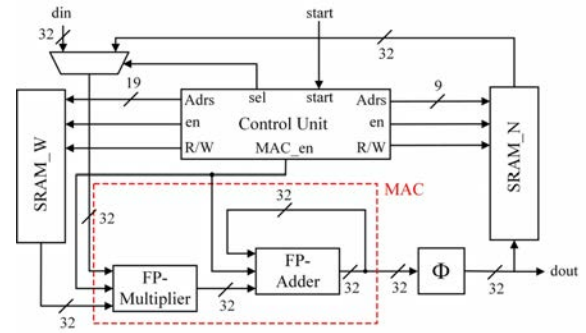 din
start
32
32
19
Adrs
sel
start
Adrs
9
en
Control Unit
en
R/W
MAC_en
R/W
SRAM_W
SRAM_N
MAC
32
32
FP-
Adder
FP-
Multiplier
32
32
32
Φ
32
dout
32